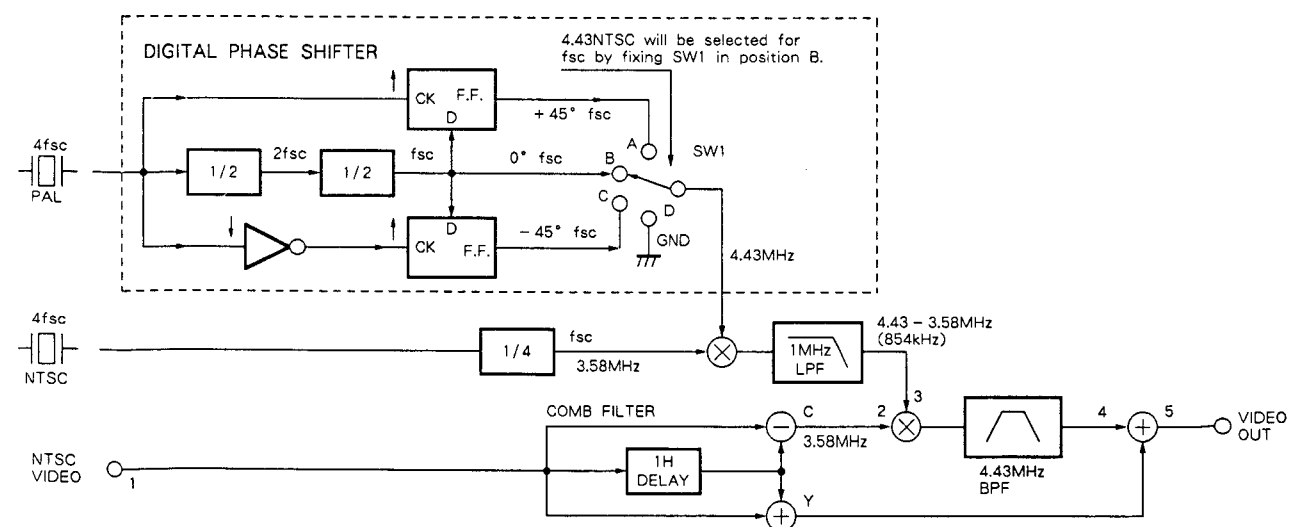 DIGITAL PHASE SHIFTER
4.43NTSC will be selected for
fsc by fixing SW1 in position B.
CK F.F.
D
+45° fsc
A
SW1
4fsc
PAL
1/2
2fsc
1/2
fsc
0° fsc
B
C
D
GND
D
CK
F.F.
-45° fsc
4.43MHz
4fsc
NTSC
1/4
fsc
3.58MHz
1MHz
LPF
4.43 - 3.58MHz
(854kHz)
3
COMB FILTER
C
3.58MHz
2
4
5
VIDEO
OUT
NTSC
VIDEO
1
1H
DELAY
Y
4.43MHz
BPF